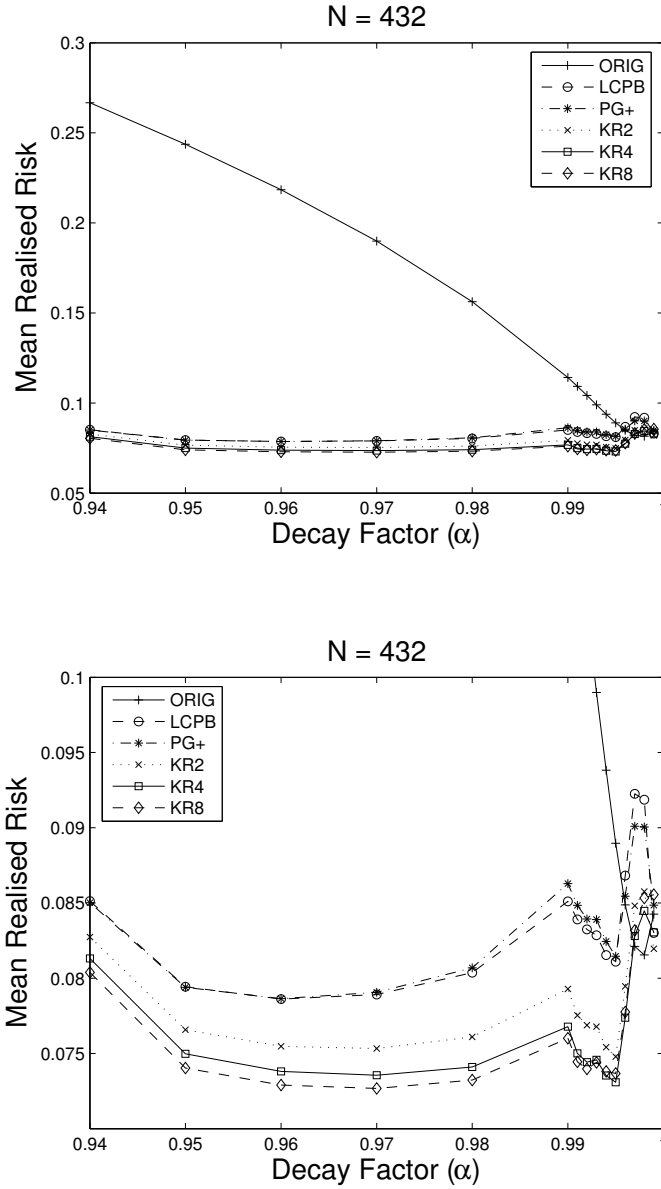 N = 432
Mean Realised Risk
0.3
0.25
0.2
0.15
0.1
0.05
ORIG
LCPB
PG+
KR2
KR4
KR8
0.94
0.95
0.96
0.97
0.98
0.99
Decay Factor (α)
N = 432
Mean Realised Risk
0.1
0.095
0.09
0.085
0.08
0.075
ORIG
LCPB
PG+
KR2
KR4
KR8
0.94
0.95
0.96
0.97
0.98
0.99
Decay Factor (α)